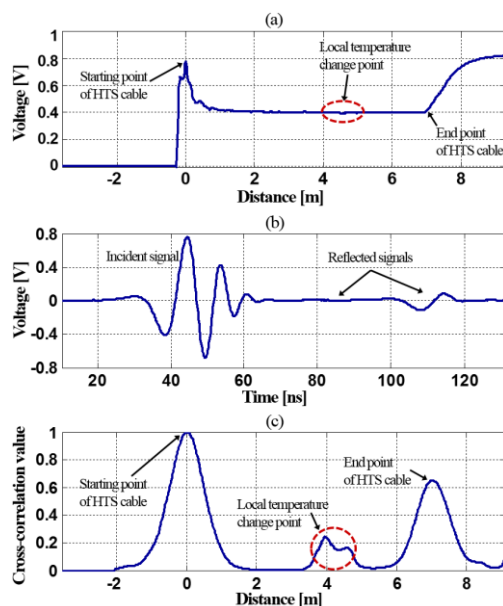 (a)
1
0.8
0.6
0.4
0.2
0
Voltage [V]
Starting point
of HTS cable
Local temperature
change point
End point
of HTS cable
-2 0 2 4 6 8
Distance [m]
(b)
0.8
0.4
0
-0.4
-0.8
Voltage [V]
Incident signal
Reflected signals
20 40 60 80 100 120
Time [ns]
(c)
1
0.8
0.6
0.4
0.2
0
Cross-correlation value
Starting point
of HTS cable
Local temperature
change point
End point
of HTS cable
-2 0 2 4 6 8
Distance [m]